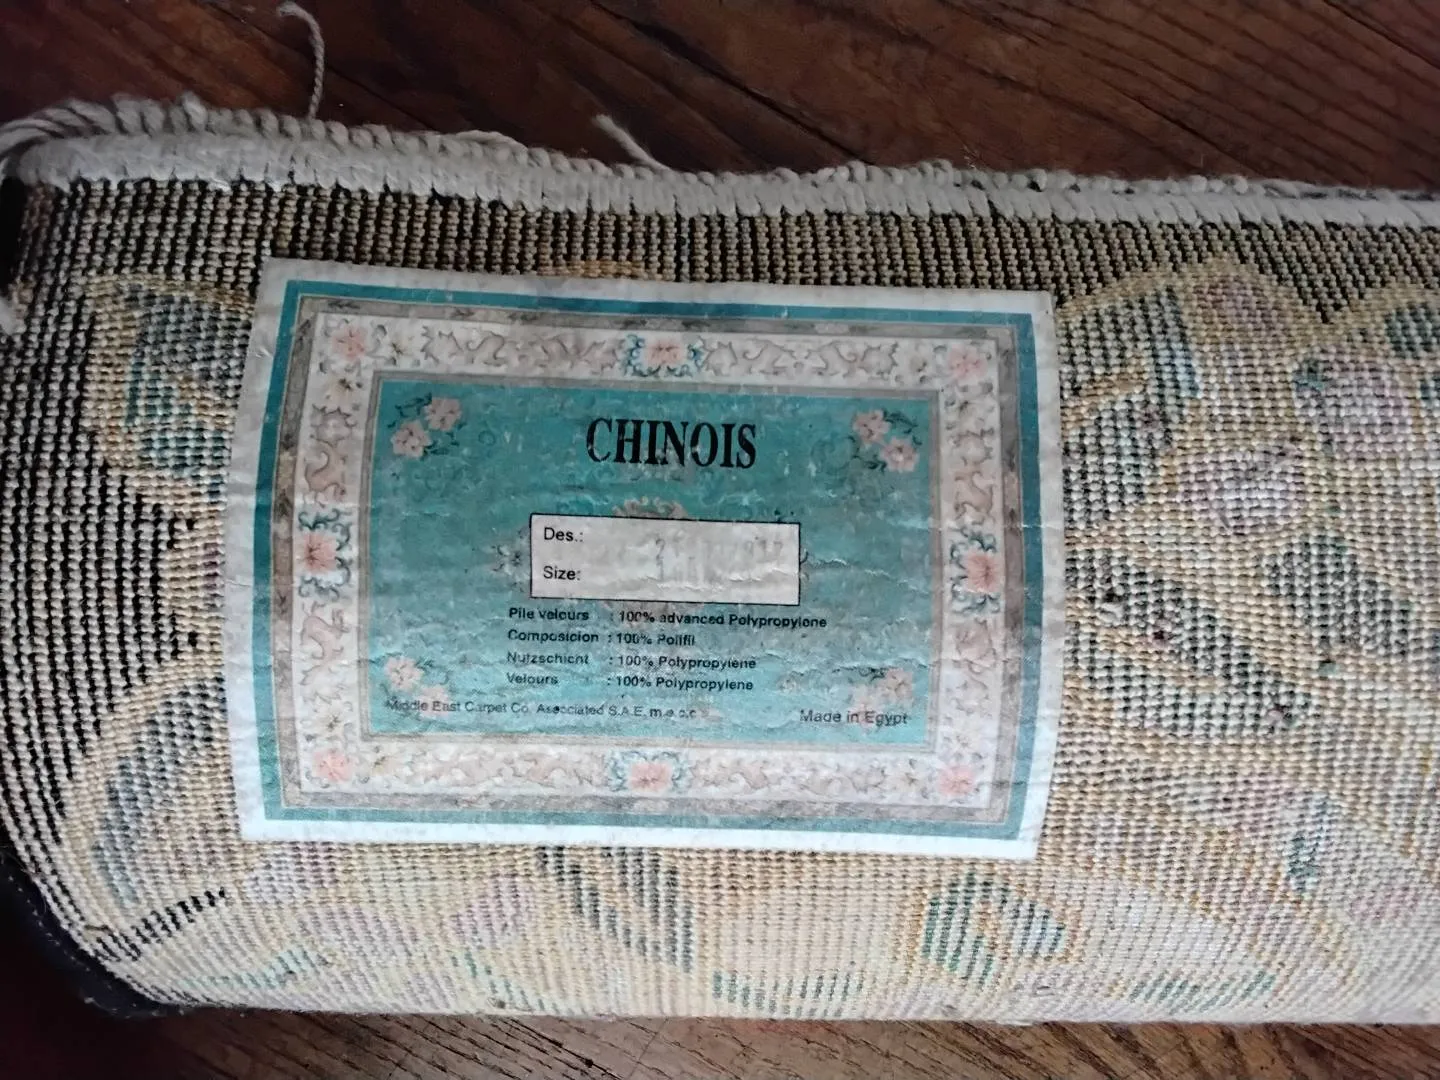 CHINOIS
Des.:
Size:
Pile velours : 100% advanced Polypropylene
Composicion : 100% Polifil
Nutzschicht : 100% Polypropylene
Velours : 100% Polypropylene
Middle East Carpet Co. Associated S.A.E.
Made in Egypt